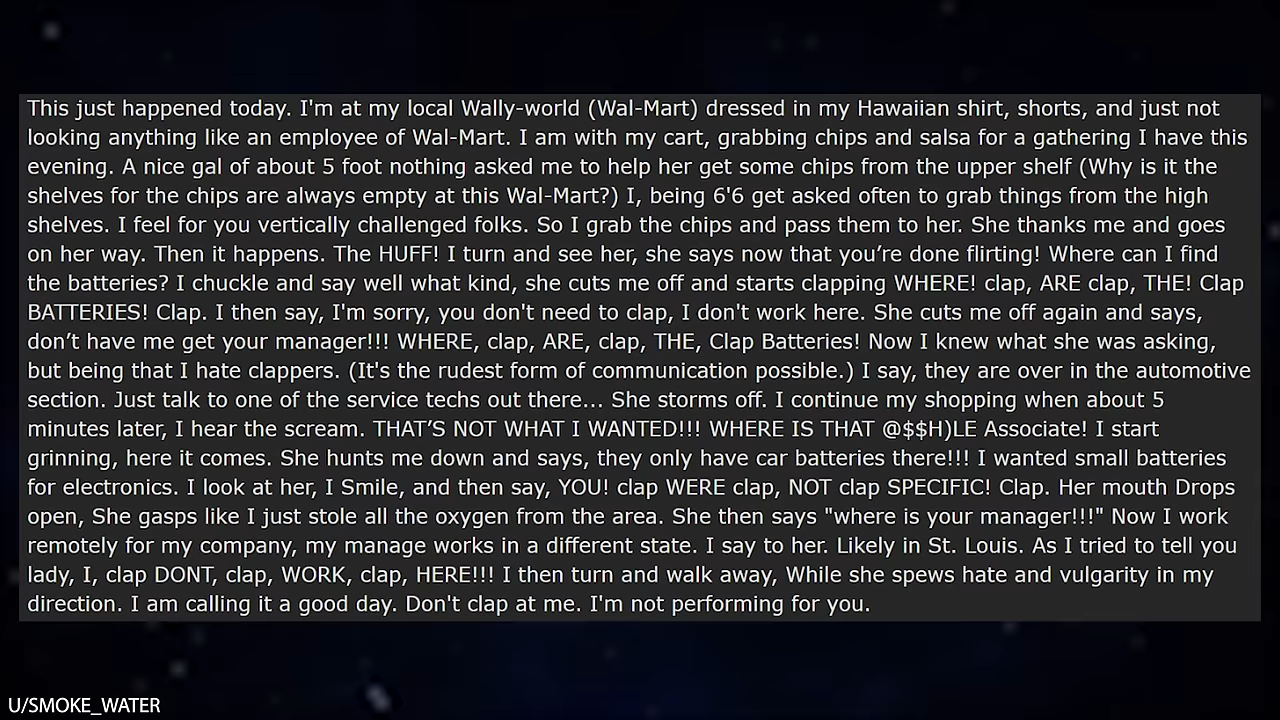 This just happened today. I'm at my local Wally-world (Wal-Mart) dressed in my Hawaiian shirt, shorts, and just not
looking anything like an employee of Wal-Mart. I am with my cart, grabbing chips and salsa for a gathering I have this
evening. A nice gal of about 5 foot nothing asked me to help her get some chips from the upper shelf (Why is it the
shelves for the chips are always empty at this Wal-Mart?) I, being 6'6 get asked often to grab things from the high
shelves. I feel for you vertically challenged folks. So I grab the chips and pass them to her. She thanks me and goes
on her way. Then it happens. The HUFF! I turn and see her, she says now that you’re done flirting! Where can I find
the batteries? I chuckle and say well what kind, she cuts me off and starts clapping WHERE! clap, ARE clap, THE! Clap
BATTERIES! Clap. I then say, I'm sorry, you don't need to clap, I don't work here. She cuts me off again and says,
don’t have me get your manager!!! WHERE, clap, ARE, clap, THE, Clap Batteries! Now I knew what she was asking,
but being that I hate clappers. (It's the rudest form of communication possible.) I say, they are over in the automotive
section. Just talk to one of the service techs out there... She storms off. I continue my shopping when about 5
minutes later, I hear the scream. THAT’S NOT WHAT I WANTED!!! WHERE IS THAT @$$H)LE Associate! I start
grinning, here it comes. She hunts me down and says, they only have car batteries there!!! I wanted small batteries
for electronics. I look at her, I Smile, and then say, YOU! clap WERE clap, NOT clap SPECIFIC! Clap. Her mouth Drops
open, She gasps like I just stole all the oxygen from the area. She then says "where is your manager!!!" Now I work
remotely for my company, my manage works in a different state. I say to her. Likely in St. Louis. As I tried to tell you
lady, I, clap DONT, clap, WORK, clap, HERE!!! I then turn and walk away, While she spews hate and vulgarity in my
direction. I am calling it a good day. Don't clap at me. I'm not performing for you.
U/SMOKE_WATER